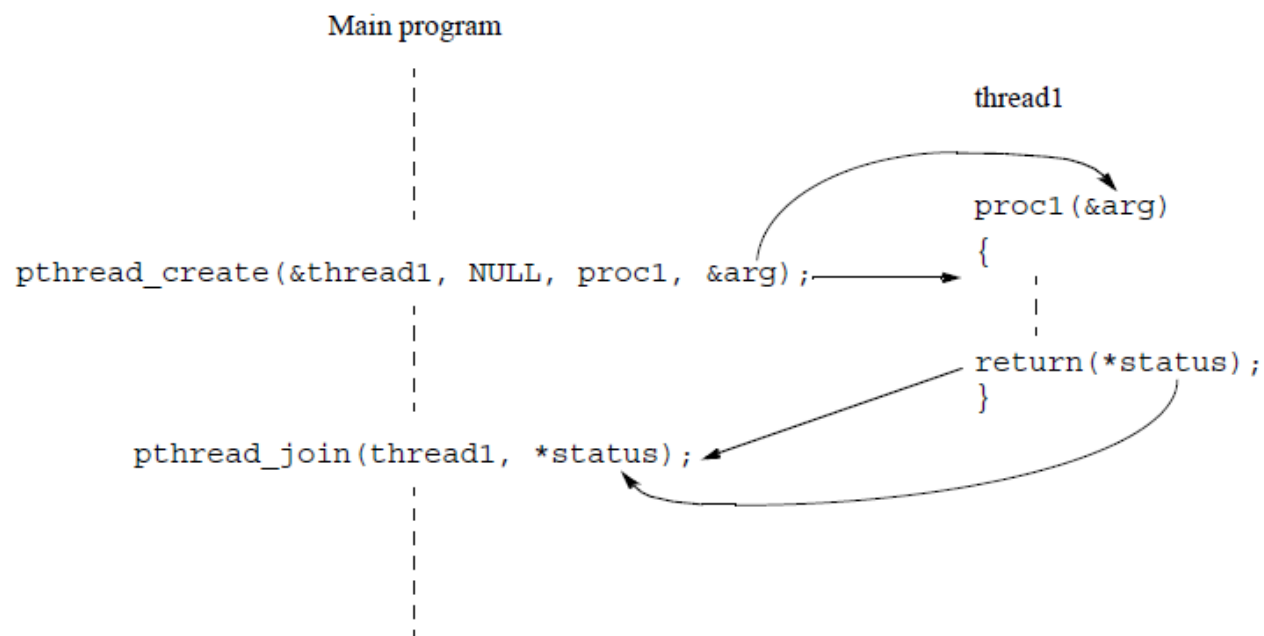 Main program
thread1
proc1(&arg)
{
pthread_create(&thread1, NULL, proc1, &arg);
return(*status);
}
pthread_join(thread1, *status);